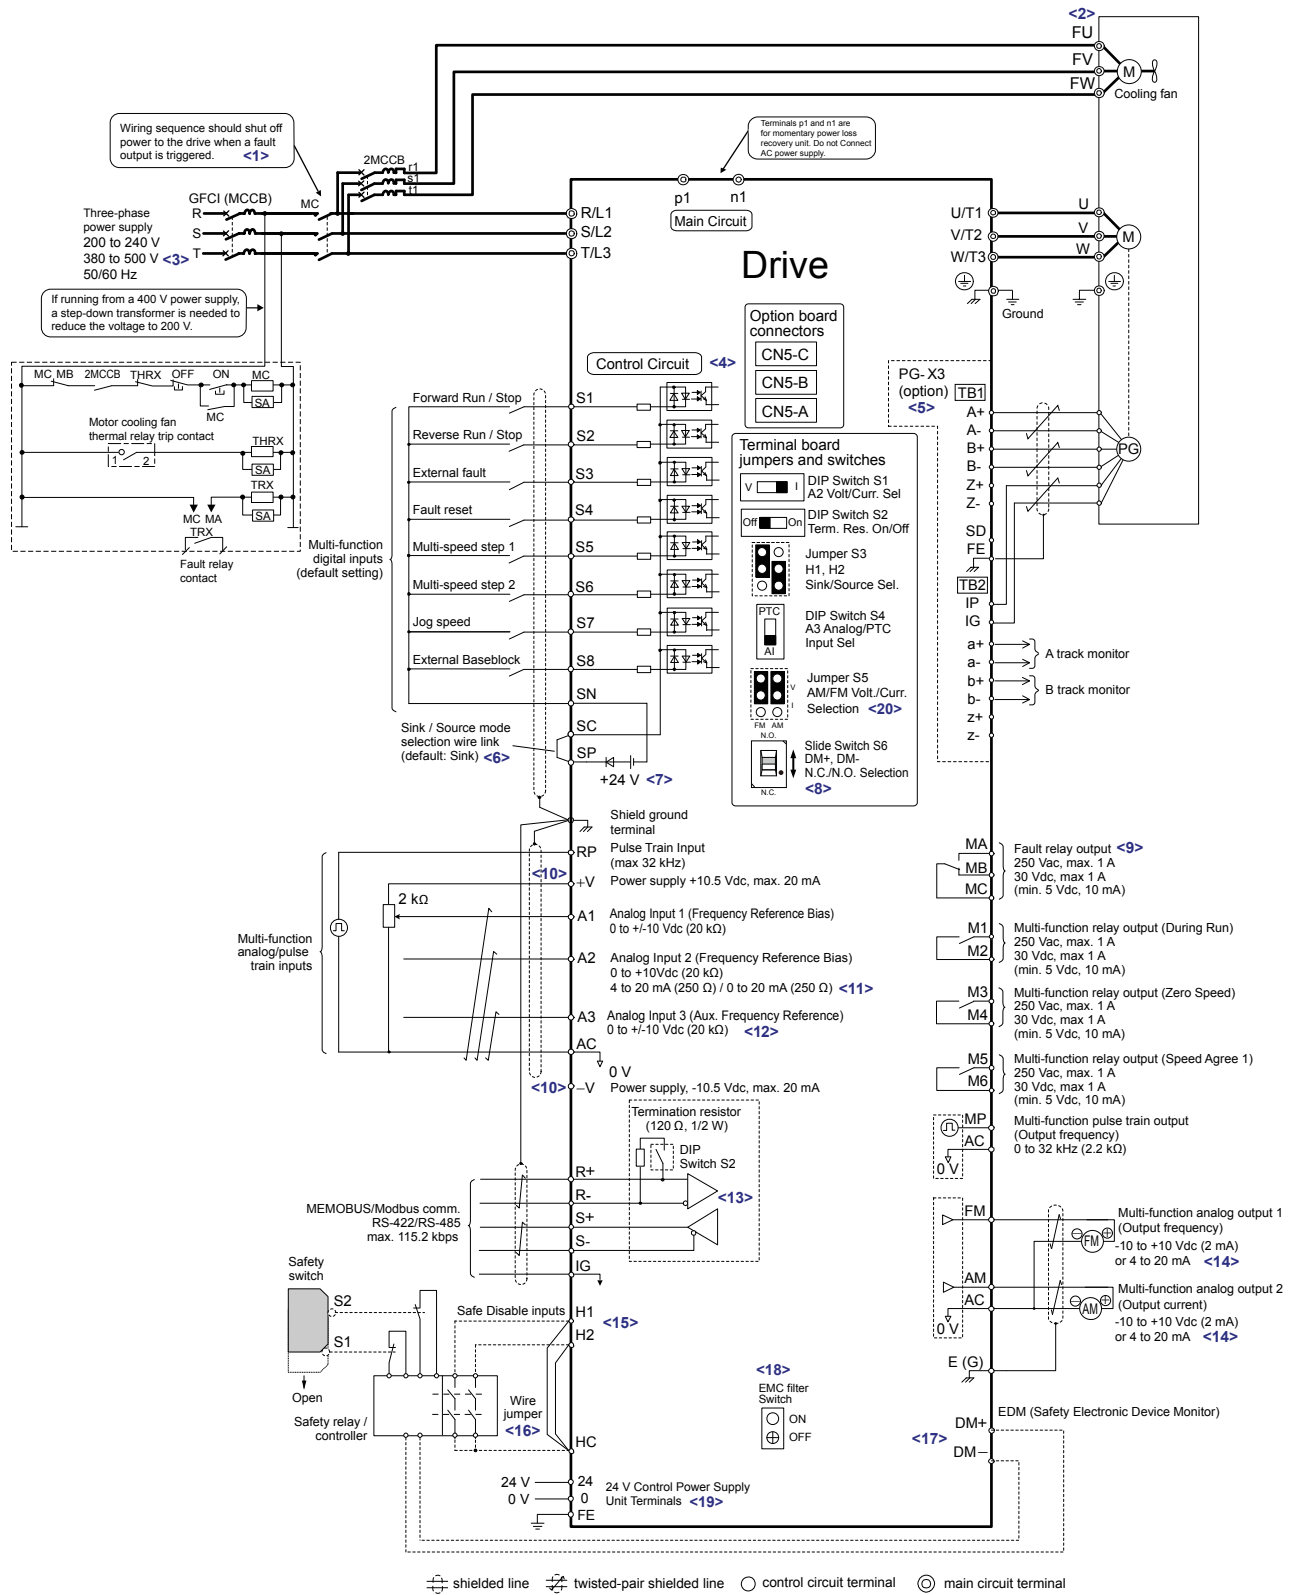 <2>
FU
FV
FW
M
Cooling fan
Wiring sequence should shut off
power to the drive when a fault
output is triggered. <1>
Terminals p1 and n1 are
for momentary power loss
recovery unit. Do not Connect
AC power supply.
2MCCB
r1
s1
t1
GFCI (MCCB)
MC
p1 n1
Main Circuit
Three-phase
power supply
200 to 240 V
380 to 500 V <3>
50/60 Hz
R
S
T
R/L1
S/L2
T/L3
U/T1
V/T2
W/T3
U
V
W
M
Drive
Ground
If running from a 400 V power supply,
a step-down transformer is needed to
reduce the voltage to 200 V.
Option board
connectors
CN5-C
CN5-B
CN5-A
MC MB 2MCCB THRX OFF ON MC
SA
MC
Motor cooling fan
thermal relay trip contact
1 2
THRX
SA
TRX
SA
MC MA
TRX
Fault relay
contact
Control Circuit <4>
Multi-function
digital inputs
(default setting)
Forward Run / Stop S1
Reverse Run / Stop S2
External fault S3
Fault reset S4
Multi-speed step 1 S5
Multi-speed step 2 S6
Jog speed S7
External Baseblock S8
SN
SC
SP
Sink / Source mode
selection wire link
(default: Sink) <6>
+24 V <7>
Terminal board
jumpers and switches
V I
DIP Switch S1
A2 Volt/Curr. Sel
Off On
DIP Switch S2
Term. Res. On/Off
Jumper S3
H1, H2
Sink/Source Sel.
PTC
AI
DIP Switch S4
A3 Analog/PTC
Input Sel
V
I
FM AM
Jumper S5
AM/FM Volt./Curr.
Selection <20>
N.O.
N.C.
Slide Switch S6
DM+, DM-
N.C./N.O. Selection
<8>
PG-X3
(option)
<5>
TB1
A+
A-
B+
B-
Z+
Z-
SD
FE
PG
TB2
IP
IG
a+
a-
A track monitor
b+
b-
B track monitor
z+
z-
Shield ground
terminal
RP
Pulse Train Input
(max 32 kHz)
<10> +V Power supply +10.5 Vdc, max. 20 mA
2 kΩ
Multi-function
analog/pulse
train inputs
A1 Analog Input 1 (Frequency Reference Bias)
0 to +/-10 Vdc (20 kΩ)
A2 Analog Input 2 (Frequency Reference Bias)
0 to +10Vdc (20 kΩ)
4 to 20 mA (250 Ω) / 0 to 20 mA (250 Ω) <11>
A3 Analog Input 3 (Aux. Frequency Reference)
0 to +/-10 Vdc (20 kΩ) <12>
AC
0 V
<10> −V Power supply, -10.5 Vdc, max. 20 mA
MA
MB
MC
Fault relay output <9>
250 Vac, max. 1 A
30 Vdc, max 1 A
(min. 5 Vdc, 10 mA)
M1
M2
Multi-function relay output (During Run)
250 Vac, max. 1 A
30 Vdc, max 1 A
(min. 5 Vdc, 10 mA)
M3
M4
Multi-function relay output (Zero Speed)
250 Vac, max. 1 A
30 Vdc, max 1 A
(min. 5 Vdc, 10 mA)
M5
M6
Multi-function relay output (Speed Agree 1)
250 Vac, max. 1 A
30 Vdc, max 1 A
(min. 5 Vdc, 10 mA)
MP
AC
0 V
Multi-function pulse train output
(Output frequency)
0 to 32 kHz (2.2 kΩ)
Termination resistor
(120 Ω, 1/2 W)
DIP
Switch S2
<13>
MEMOBUS/Modbus comm.
RS-422/RS-485
max. 115.2 kbps
R+
R-
S+
S-
IG
FM
FM
Multi-function analog output 1
(Output frequency)
-10 to +10 Vdc (2 mA)
or 4 to 20 mA <14>
AM
AC
0 V
AM
Multi-function analog output 2
(Output current)
-10 to +10 Vdc (2 mA)
or 4 to 20 mA <14>
E (G)
Safety
switch
S2
S1
Open
Safety relay /
controller
Safe Disable inputs
H1
<15>
H2
Wire
jumper
<16>
HC
<18>
EMC filter
Switch
ON
OFF
EDM (Safety Electronic Device Monitor)
DM+
<17>
DM−
24 V 24
0 V 0
FE
24 V Control Power Supply
Unit Terminals <19>
shielded line twisted-pair shielded line control circuit terminal main circuit terminal